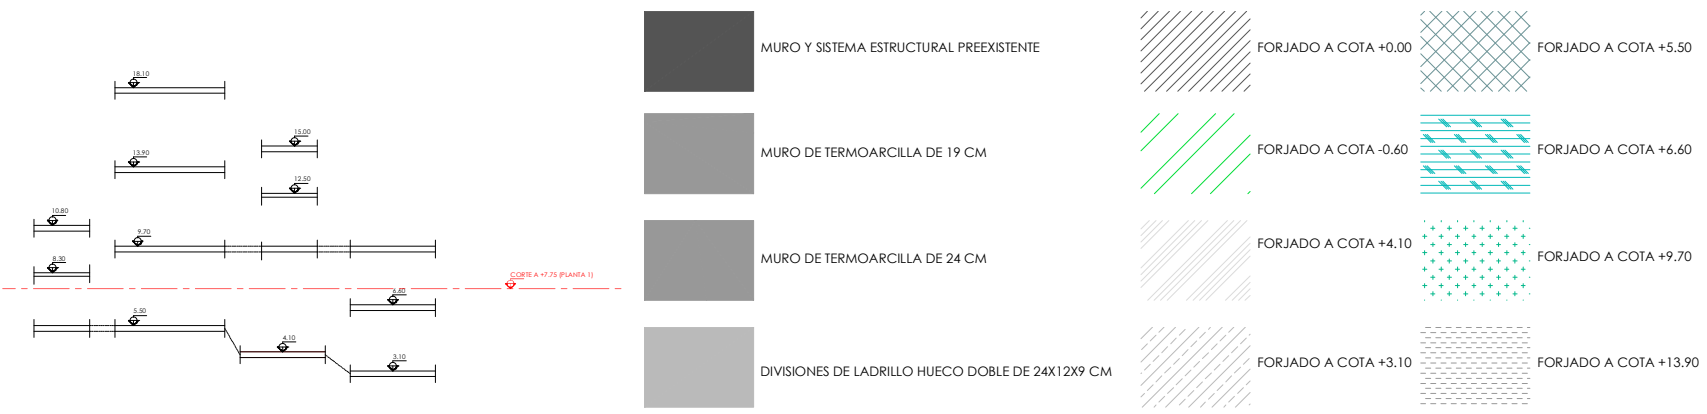 18.10
15.00
13.90
12.50
10.80
9.70
8.30
CORTE A +7.75 (PLANTA 1)
6.60
5.50
4.10
3.10
MURO Y SISTEMA ESTRUCTURAL PREEXISTENTE
MURO DE TERMOARCILLA DE 19 CM
MURO DE TERMOARCILLA DE 24 CM
DIVISIONES DE LADRILLO HUECO DOBLE DE 24X12X9 CM
FORJADO A COTA +0.00
FORJADO A COTA -0.60
FORJADO A COTA +4.10
FORJADO A COTA +3.10
FORJADO A COTA +5.50
FORJADO A COTA +6.60
FORJADO A COTA +9.70
FORJADO A COTA +13.90